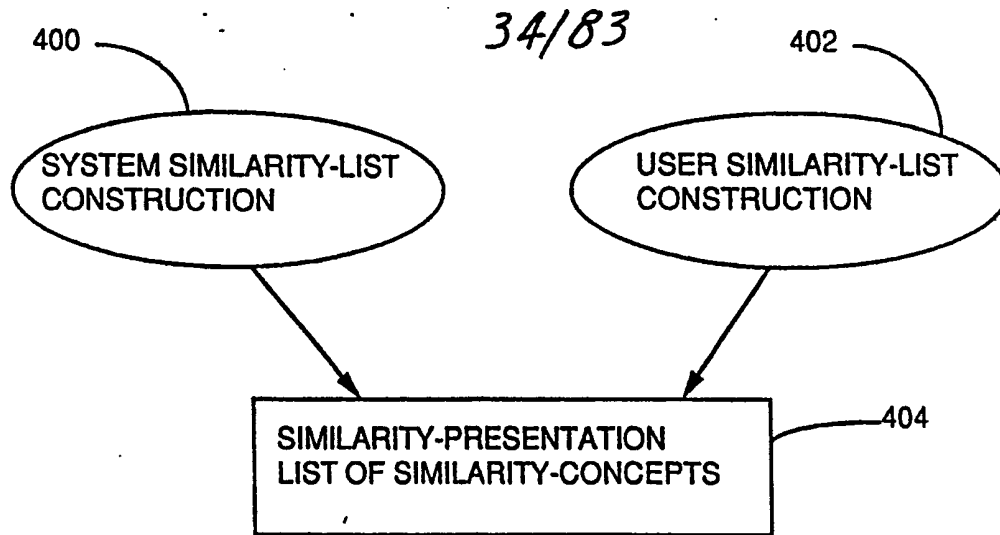 34/83
400
402
SYSTEM SIMILARITY-LIST
CONSTRUCTION
USER SIMILARITY-LIST
CONSTRUCTION
SIMILARITY-PRESENTATION
LIST OF SIMILARITY-CONCEPTS
404